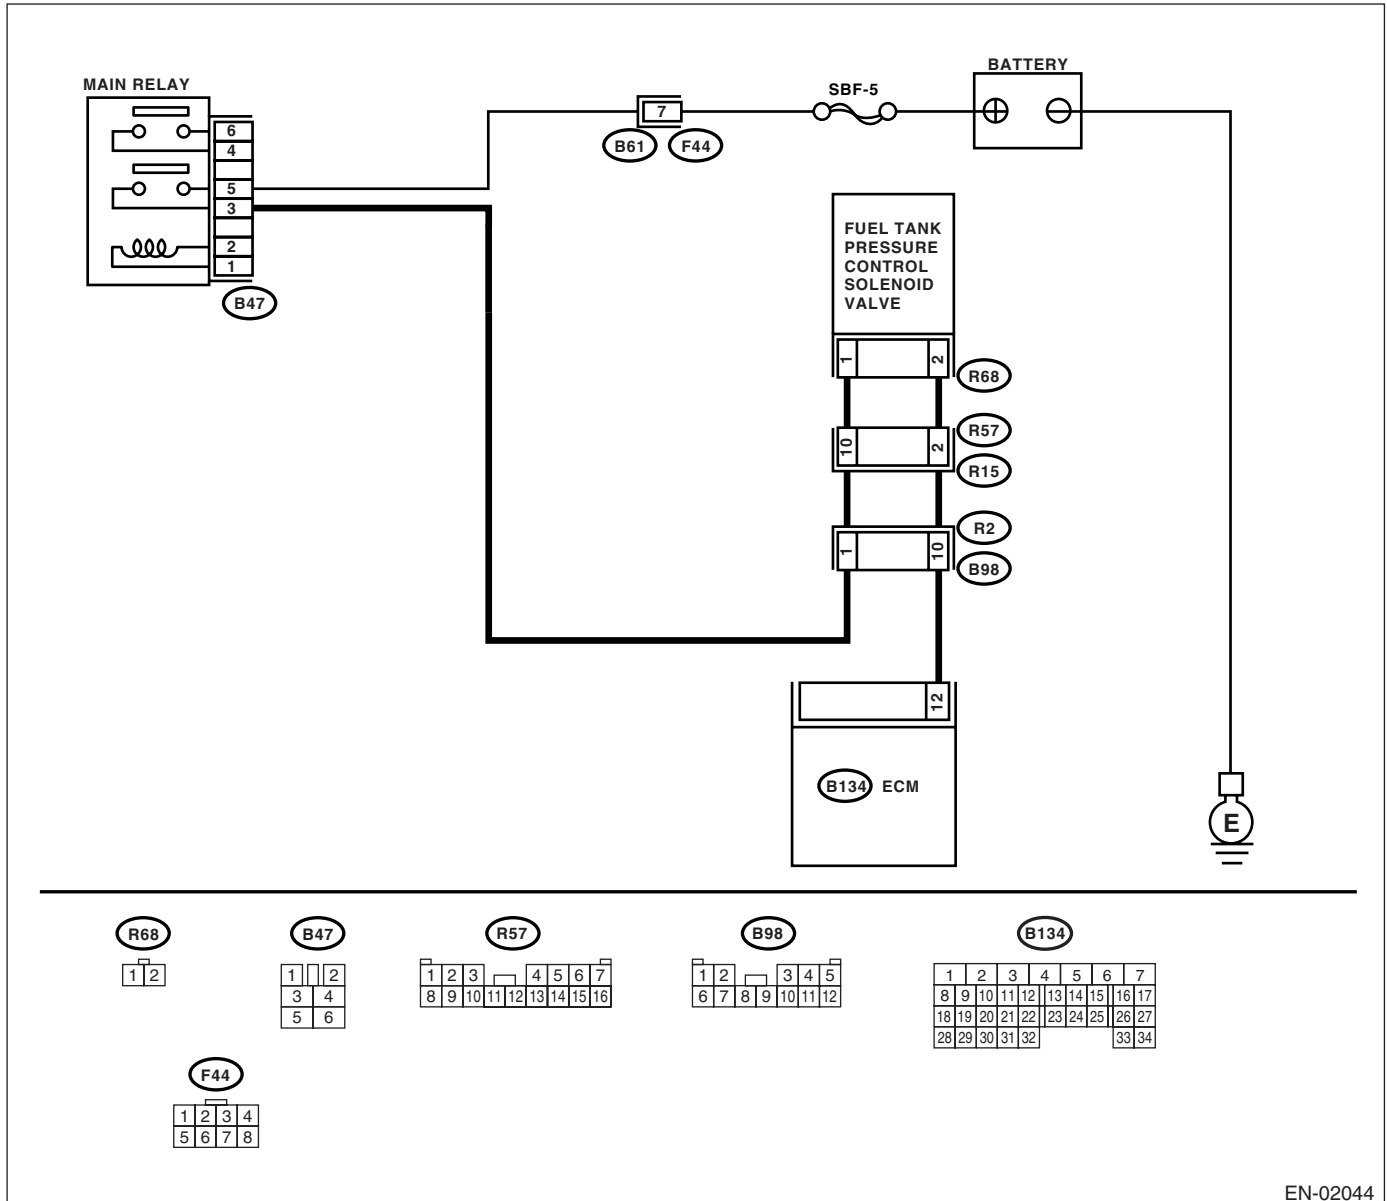 BATTERY
MAIN RELAY
SBF-5
7
B61 F44
6
4
5
3
2
1
B47
FUEL TANK
PRESSURE
CONTROL
SOLENOID
VALVE
1 2
R68
10 2
R57
R15
1 10
R2
B98
12
B134 ECM
E
R68 B47 R57 B98 B134
1 2
1 2
3 4
5 6
1 2 3 4 5 6 7
8 9 10 11 12 13 14 15 16
1 2 3 4 5
6 7 8 9 10 11 12
1 2 3 4 5 6 7
8 9 10 11 12 13 14 15 16 17
18 19 20 21 22 23 24 25 26 27
28 29 30 31 32 33 34
F44
1 2 3 4
5 6 7 8
EN-02044